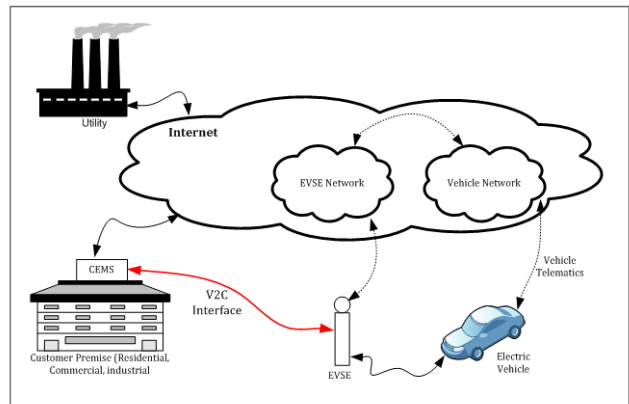 Utility
Internet
EVSE Network
Vehicle Network
CEMS
V2C
Interface
Vehicle
Telematics
Customer Premise (Residential,
Commercial, industrial
EVSE
Electric
Vehicle